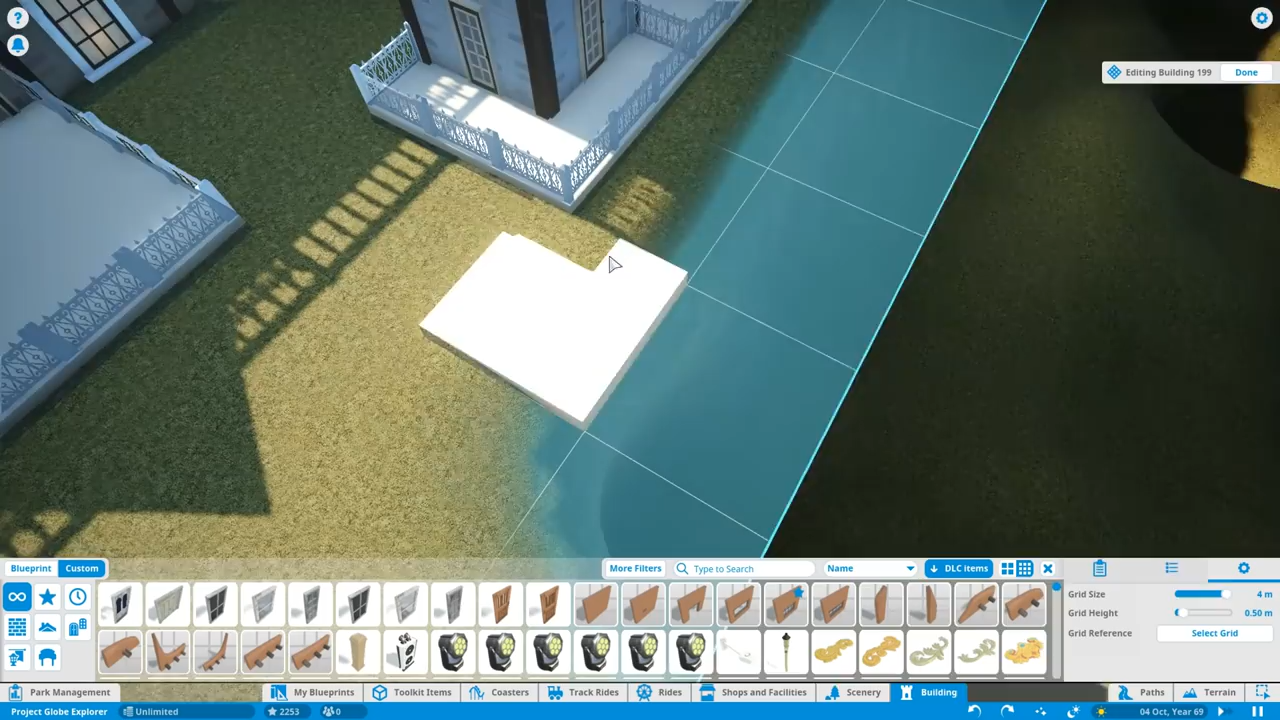 ?
Editing Building 199 Done
Blueprint Custom More Filters Type to Search Name DLC items
Grid Size 4 m
Grid Height 0.50 m
Grid Reference Select Grid
Park Management My Blueprints Toolkit Items Coasters Track Rides Rides Shops and Facilities Scenery Building Paths Terrain
Project Globe Explorer Unlimited 2253 0 04 Oct, Year 69